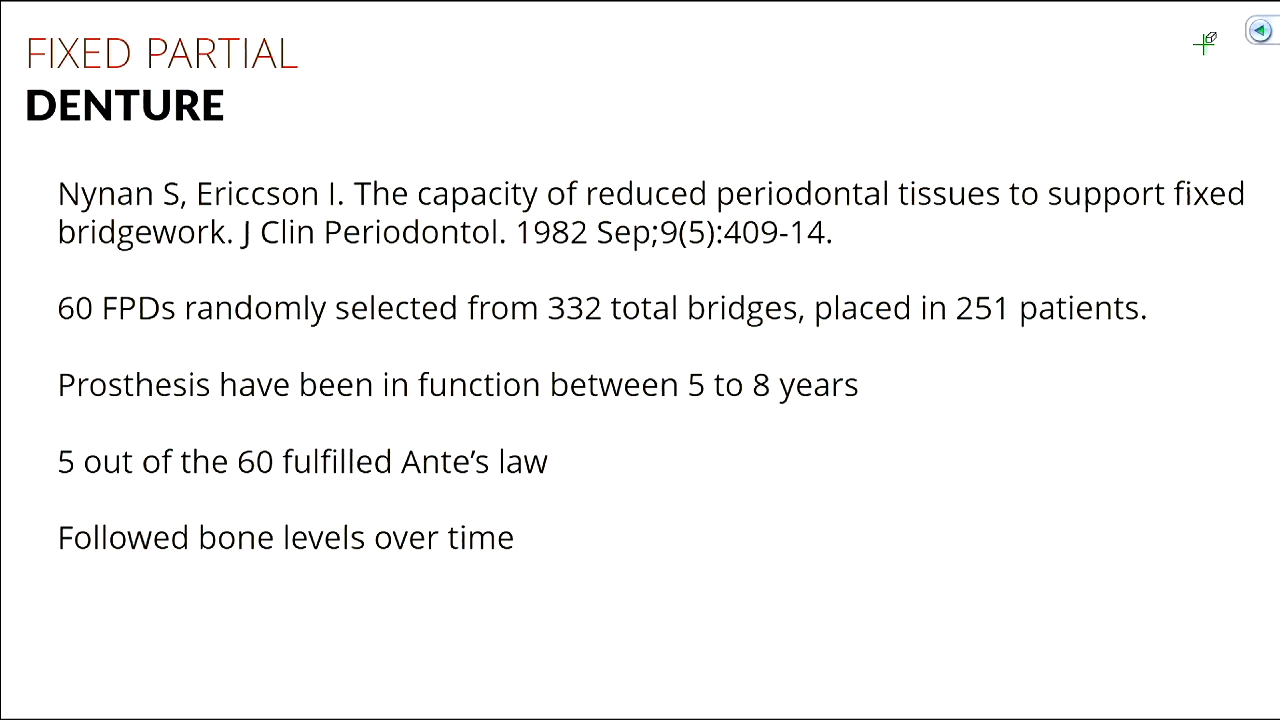 FIXED PARTIAL
DENTURE
Nynan S, Ericcson I. The capacity of reduced periodontal tissues to support fixed
bridgework. J Clin Periodontol. 1982 Sep;9(5):409-14.
60 FPDs randomly selected from 332 total bridges, placed in 251 patients.
Prosthesis have been in function between 5 to 8 years
5 out of the 60 fulfilled Ante’s law
Followed bone levels over time